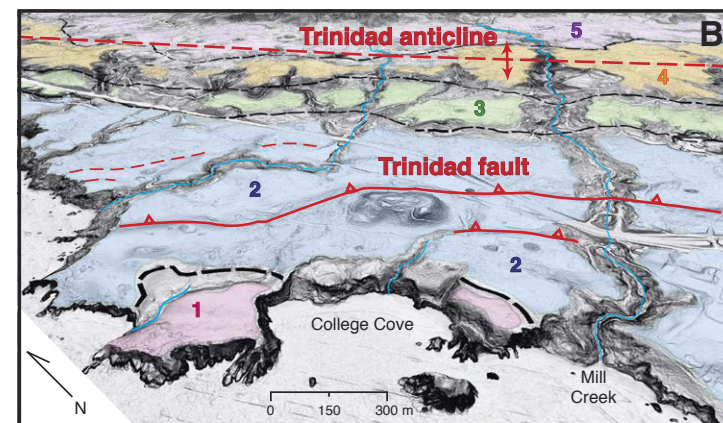 B
5
Trinidad anticline
4
3
Trinidad fault
2
2
1
College Cove
Mill
Creek
N
0 150 300 m